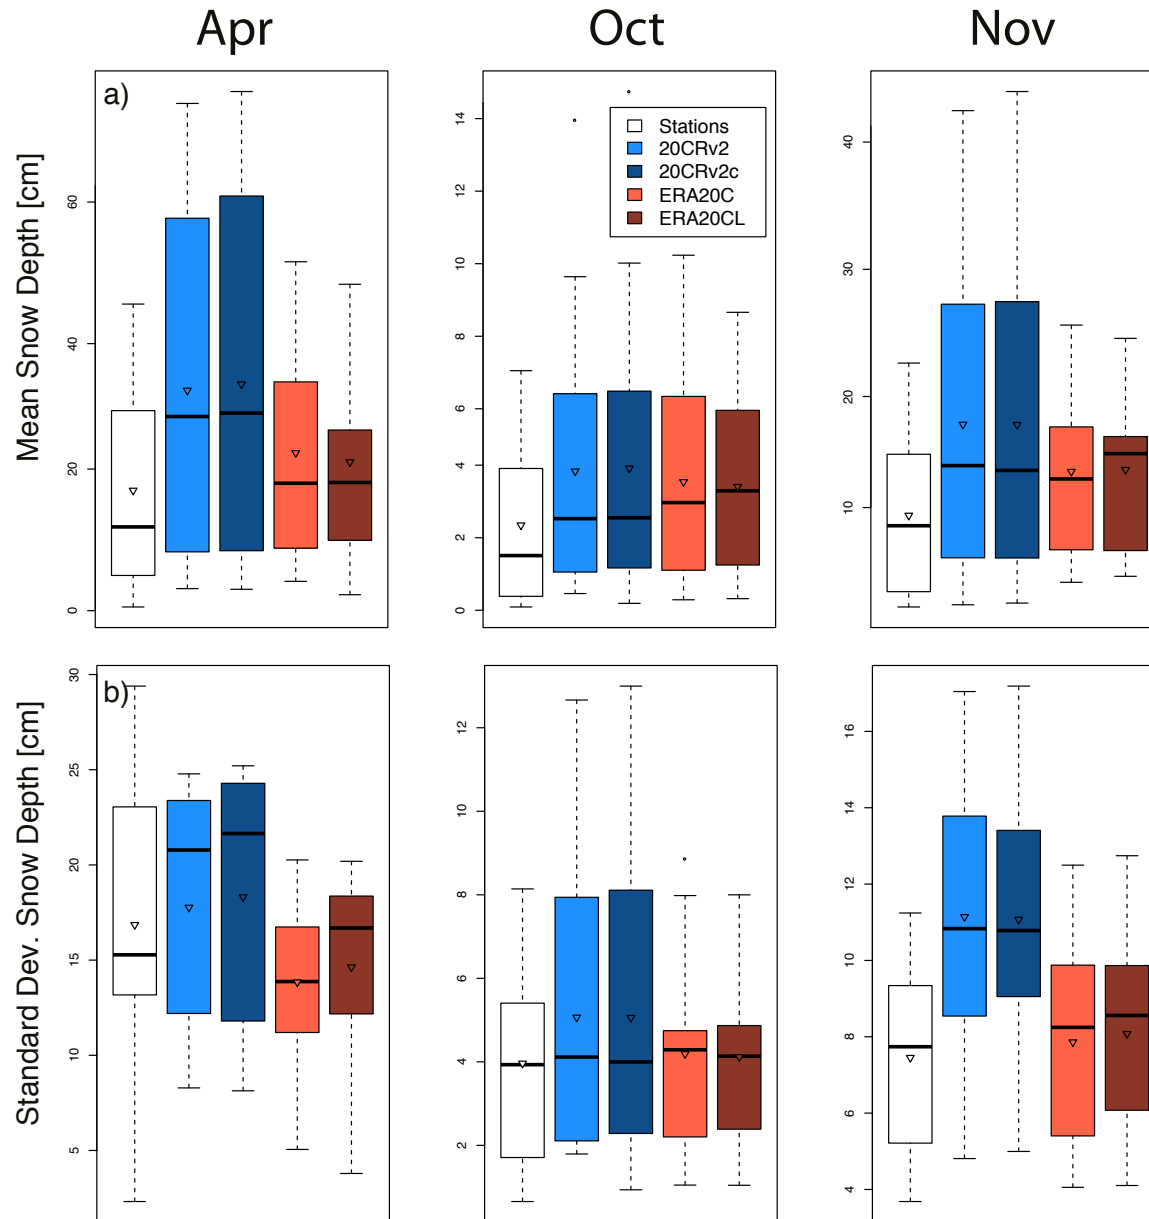 Apr Oct Nov
a)
Mean Snow Depth [cm]
0 20 40 60
0 2 4 6 8 10 12 14
Stations
20CRv2
20CRv2c
ERA20C
ERA20CL
10 20 30 40
b)
Standard Dev. Snow Depth [cm]
5 10 15 20 25 30
2 4 6 8 10 12
4 6 8 10 12 14 16